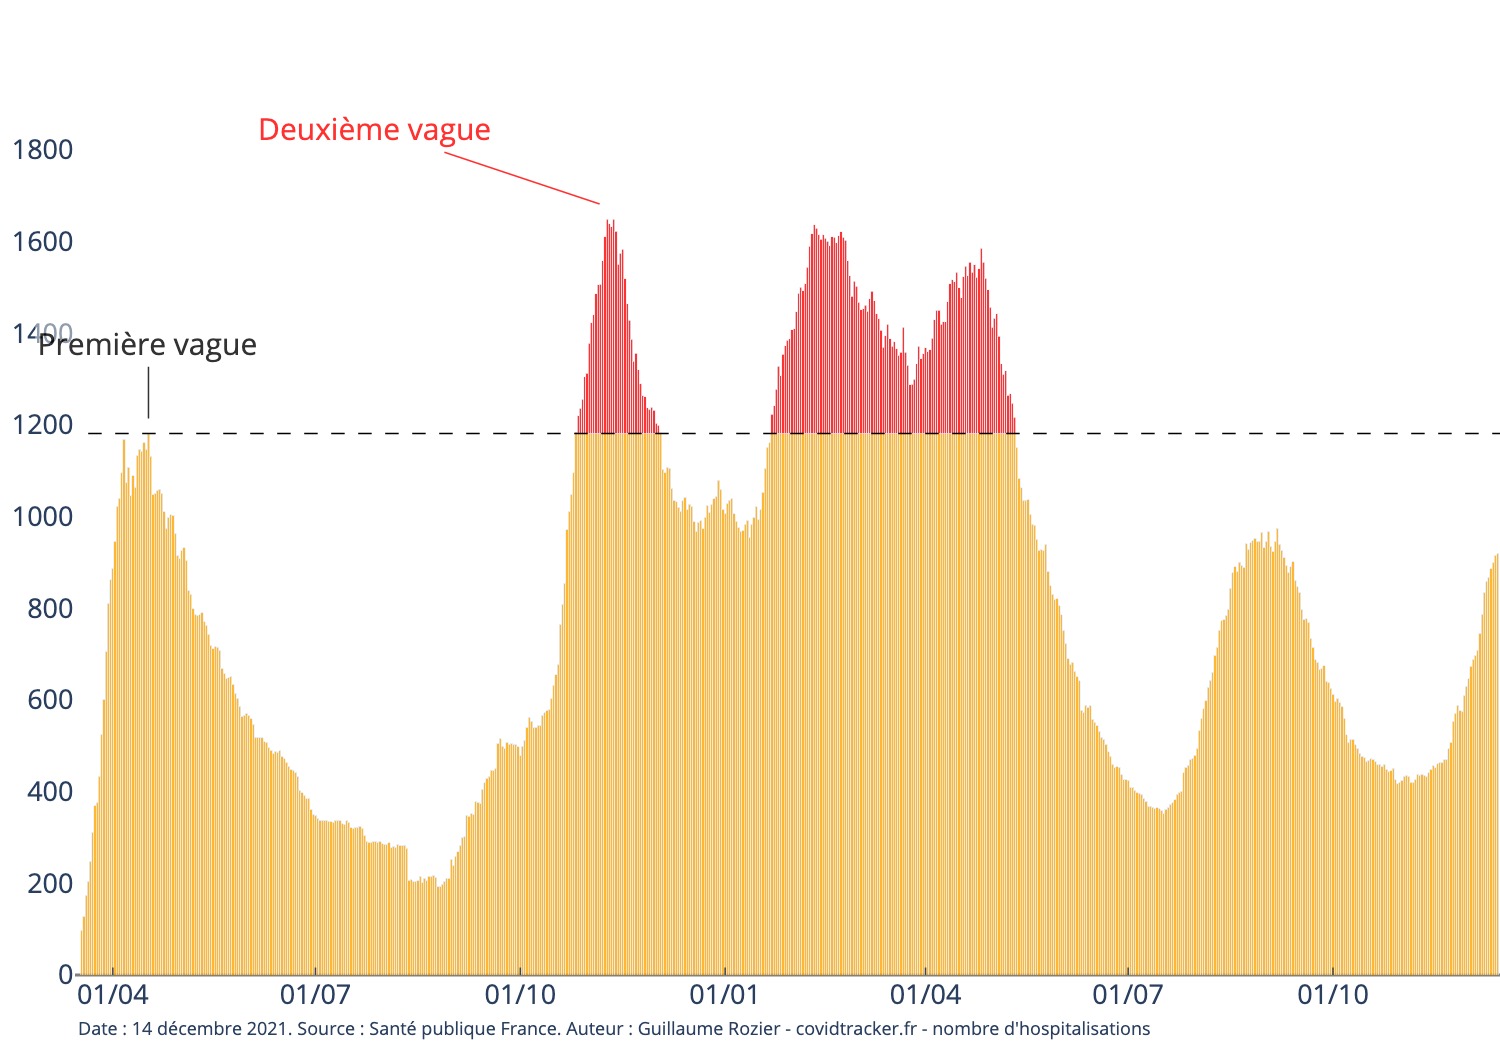 Deuxième vague
1800
1600
1400
Première vague
1200
1000
800
600
400
200
0
01/04 01/07 01/10 01/01 01/04 01/07 01/10
Date : 14 décembre 2021. Source : Santé publique France. Auteur : Guillaume Rozier - covidtracker.fr - nombre d'hospitalisations